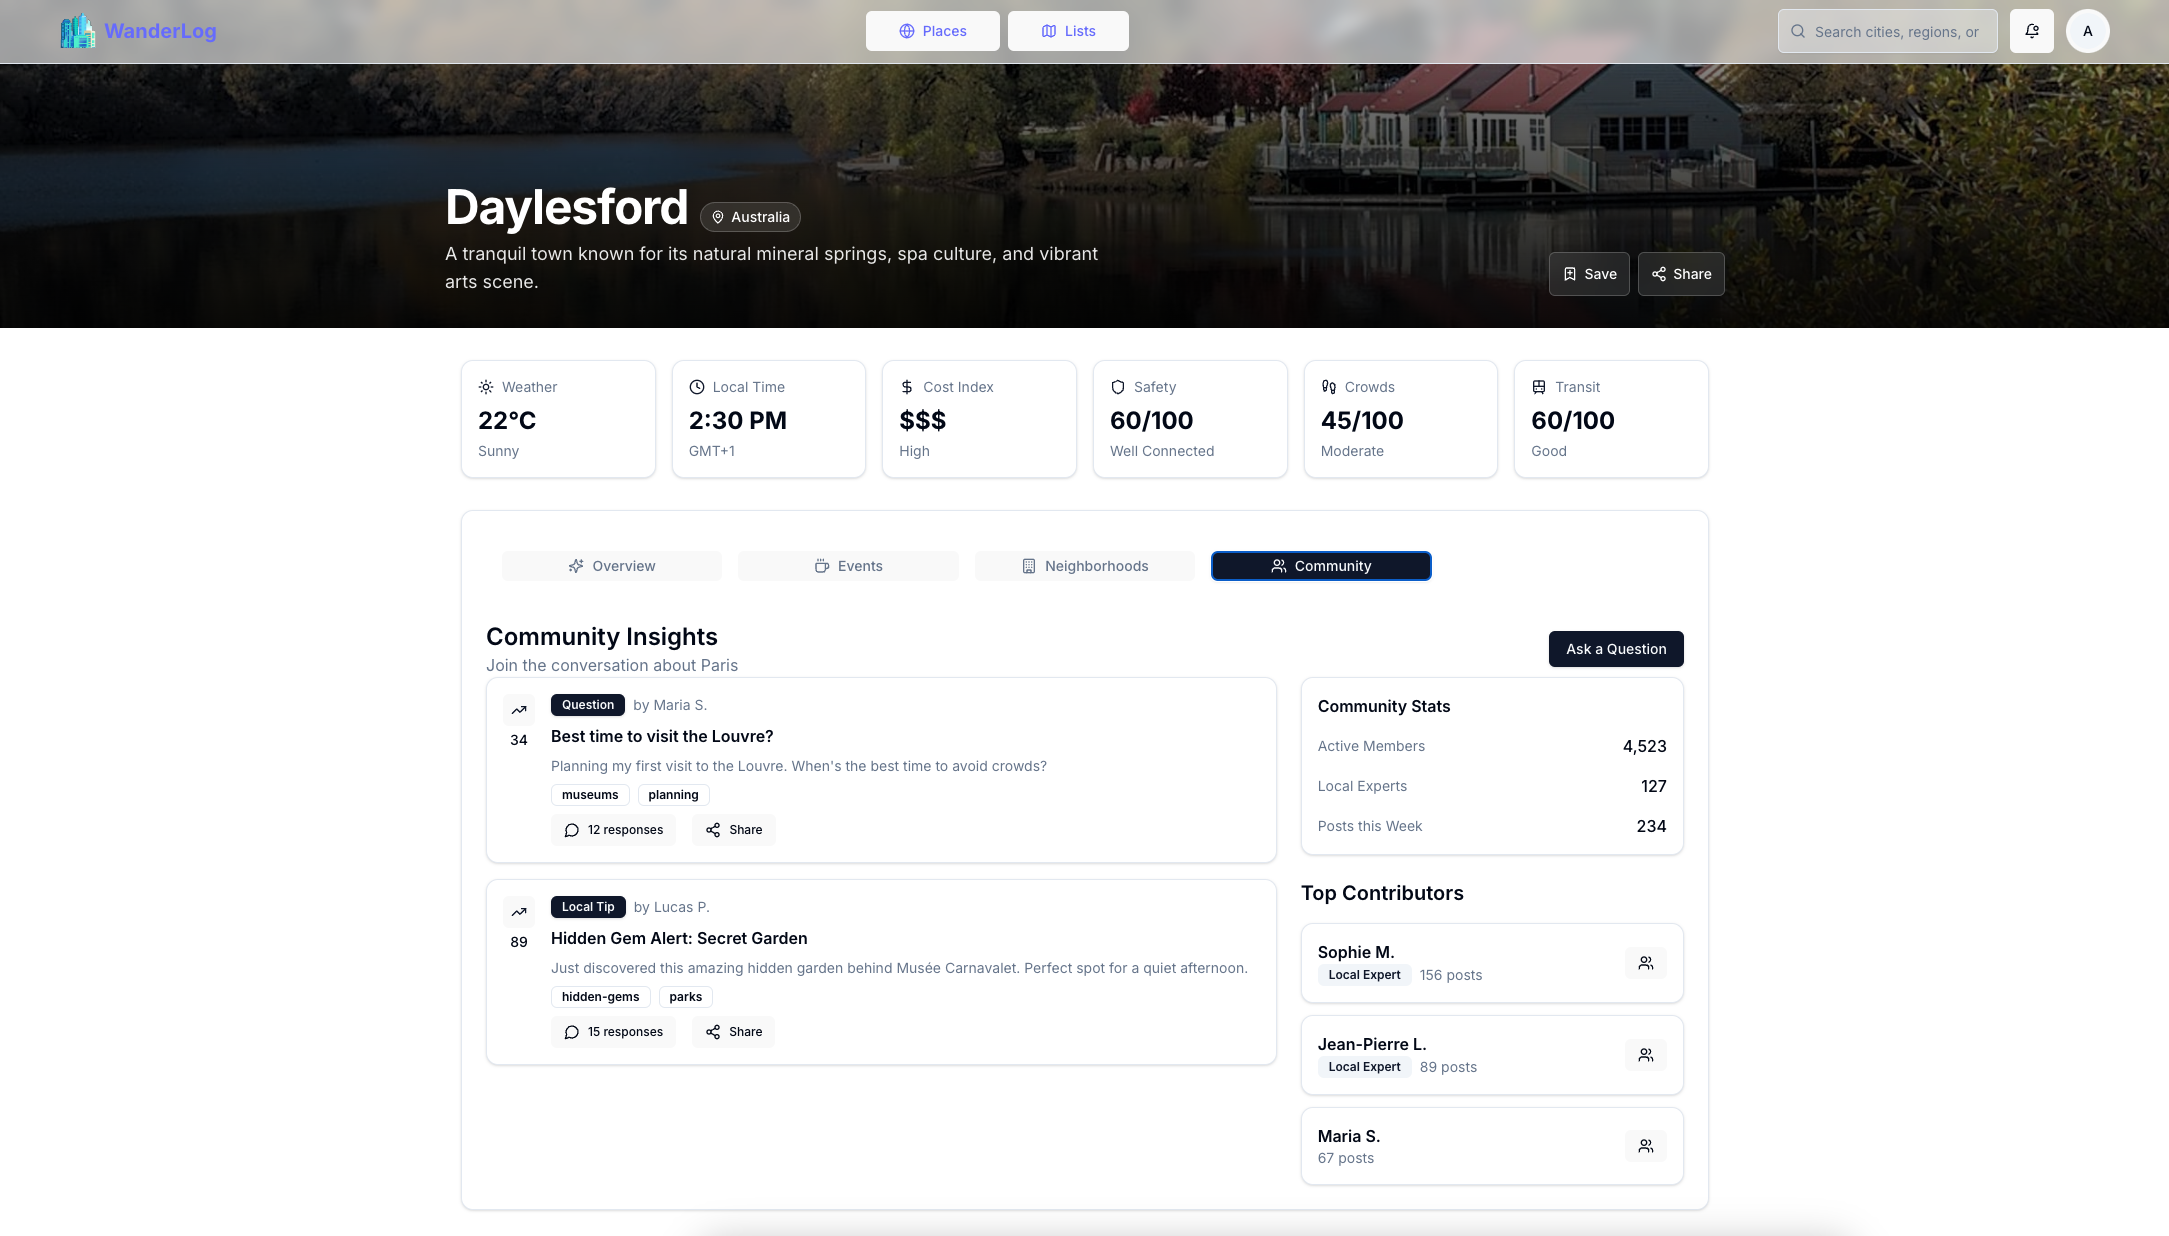 WanderLog
Places
Lists
Search cities, regions, or
A
Daylesford
Australia
A tranquil town known for its natural mineral springs, spa culture, and vibrant
arts scene.
Save
Share
Weather
22°C
Sunny
Local Time
2:30 PM
GMT+1
Cost Index
$$$
High
Safety
60/100
Well Connected
Crowds
45/100
Moderate
Transit
60/100
Good
Overview
Events
Neighborhoods
Community
Community Insights
Join the conversation about Paris
Ask a Question
Question by Maria S.
34
Best time to visit the Louvre?
Planning my first visit to the Louvre. When's the best time to avoid crowds?
museums planning
12 responses Share
Local Tip by Lucas P.
89
Hidden Gem Alert: Secret Garden
Just discovered this amazing hidden garden behind Musée Carnavalet. Perfect spot for a quiet afternoon.
hidden-gems parks
15 responses Share
Community Stats
Active Members 4,523
Local Experts 127
Posts this Week 234
Top Contributors
Sophie M.
Local Expert 156 posts
Jean-Pierre L.
Local Expert 89 posts
Maria S.
67 posts